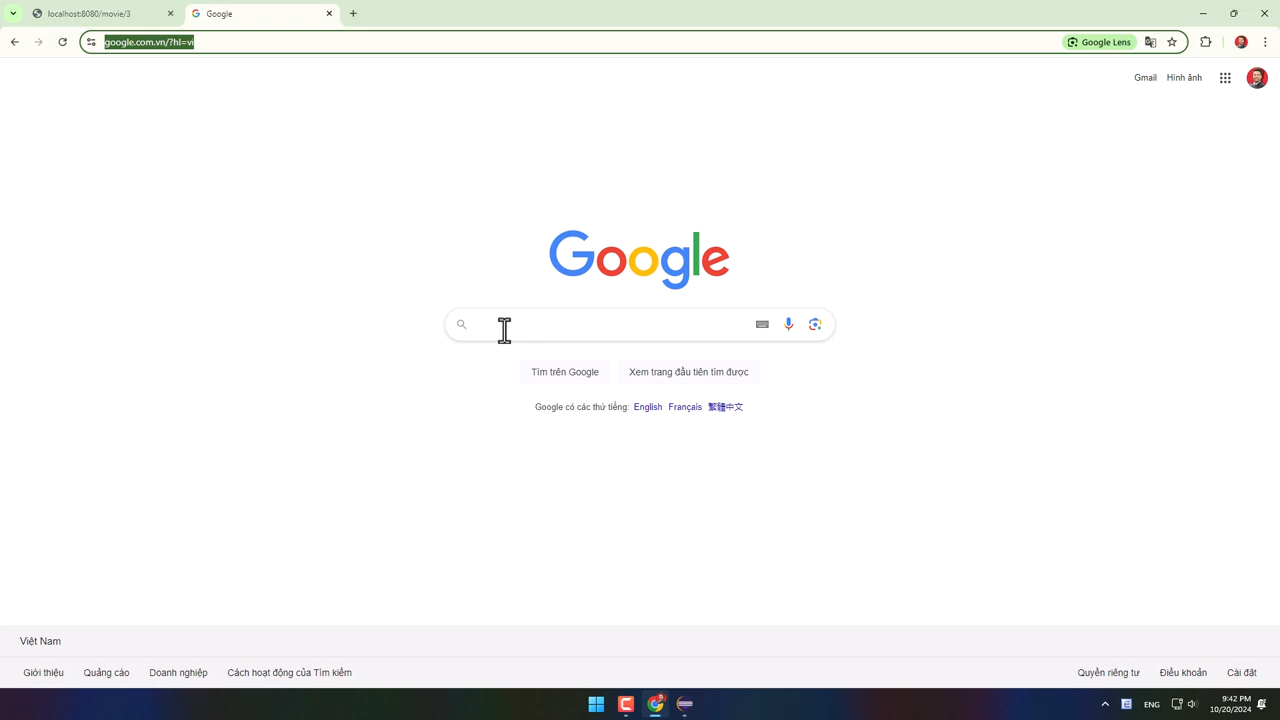 localhost:8080/movie/3
Google
google.com.vn/?hl=vi
Google Lens
Gmail Hình ảnh
Google
Tìm trên Google
Xem trang đầu tiên tìm được
Google có các thứ tiếng: English Français 繁體中文
Việt Nam
Giới thiệu Quảng cáo Doanh nghiệp Cách hoạt động của Tìm kiếm
Quyền riêng tư Điều khoản Cài đặt
ENG
9:42 PM
10/20/2024